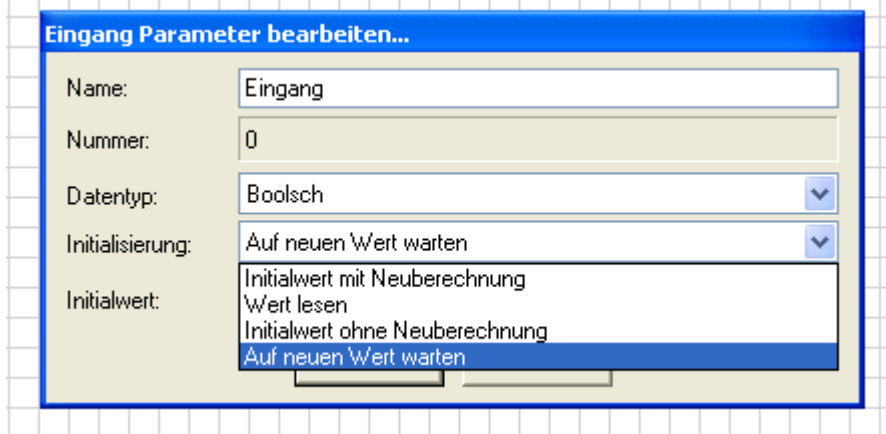 Eingang Parameter bearbeiten...
Name: Eingang
Nummer: 0
Datentyp: Boolsch
Initialisierung: Auf neuen Wert warten
Initialwert mit Neuberechnung
Initialwert: Wert lesen
Initialwert ohne Neuberechnung
Auf neuen Wert warten